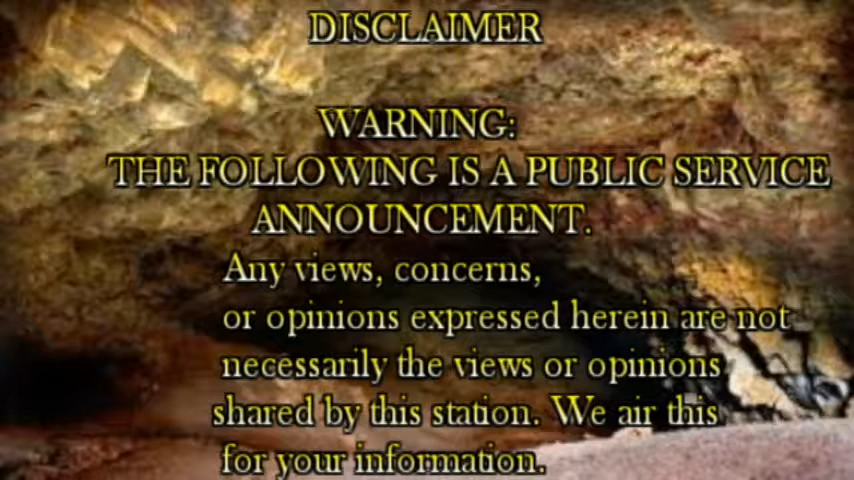 DISCLAIMER
WARNING:
THE FOLLOWING IS A PUBLIC SERVICE
ANNOUNCEMENT.
Any views, concerns,
or opinions expressed herein are not
necessarily the views or opinions
shared by this station. We air this
for your information.